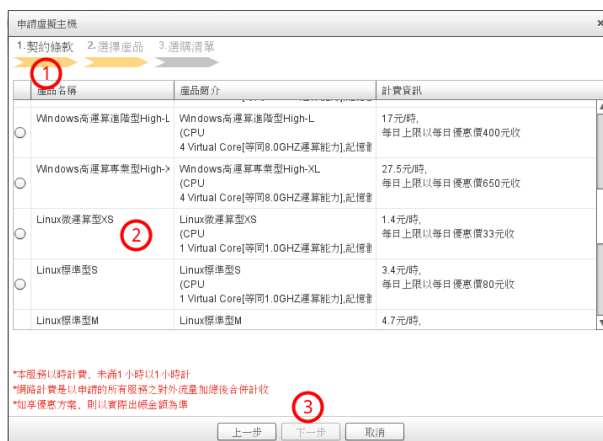 申請虛擬主機
1.契約條款 2.選擇產品 3.選購清單
1
產品名稱 產品簡介 計費資訊
Windows高運算進階型High-L Windows高運算進階型High-L 17元/時,
(CPU 每日上限以每日優惠價400元收
4 Virtual Core[等同8.0GHZ運算能力],記憶體
Windows高運算專業型High-X Windows高運算專業型High-XL 27.5元/時,
(CPU 每日上限以每日優惠價650元收
4 Virtual Core[等同8.0GHZ運算能力],記憶體
Linux微運算型XS Linux微運算型XS 1.4元/時,
2 (CPU 每日上限以每日優惠價33元收
1 Virtual Core[等同1.0GHZ運算能力],記憶體
Linux標準型S Linux標準型S 3.4元/時,
(CPU 每日上限以每日優惠價80元收
1 Virtual Core[等同1.0GHZ運算能力],記憶體
Linux標準型M Linux標準型M 4.7元/時,
*本服務以時計費，未滿1小時以1小時計
*網路計費是以申請的所有服務之對外流量加總後合併計收
*如享優惠方案，則以實際出帳金額為準
3
上一步 下一步 取消